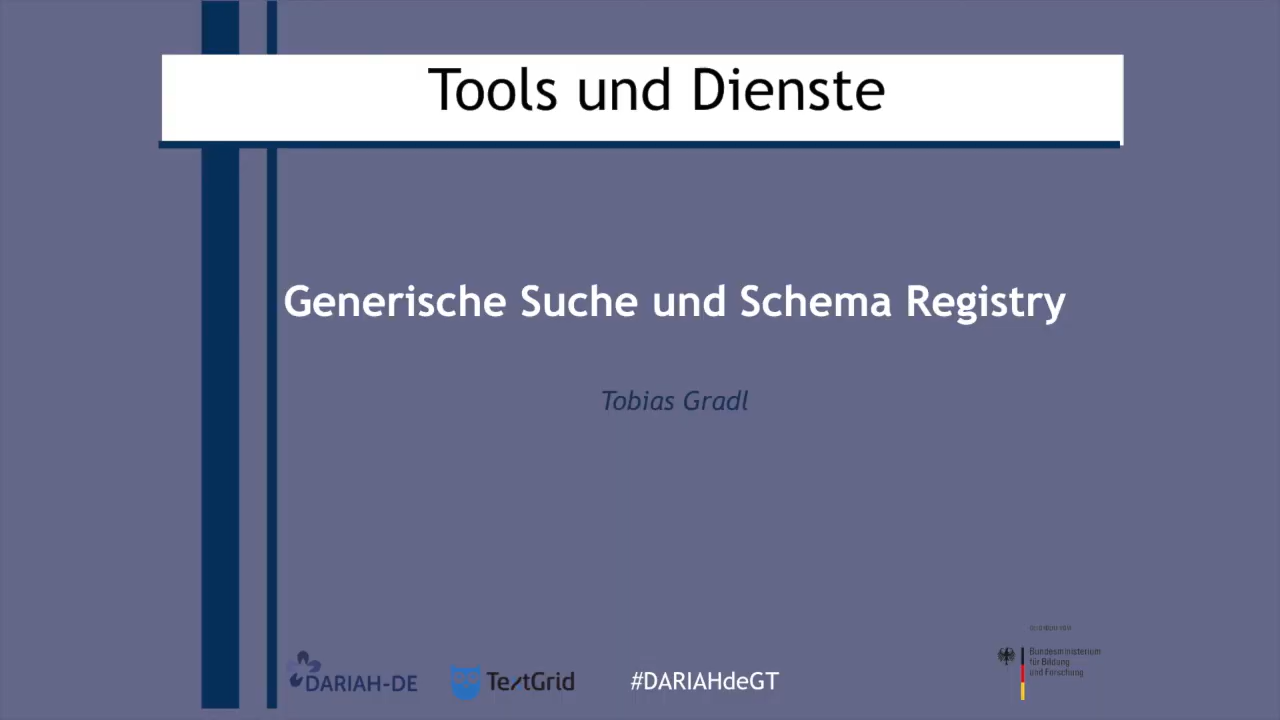 Tools und Dienste
Generische Suche und Schema Registry
Tobias Gradl
DARIAH-DE
TextGrid
#DARIAHdeGT
Bundesministerium
für Bildung
und Forschung